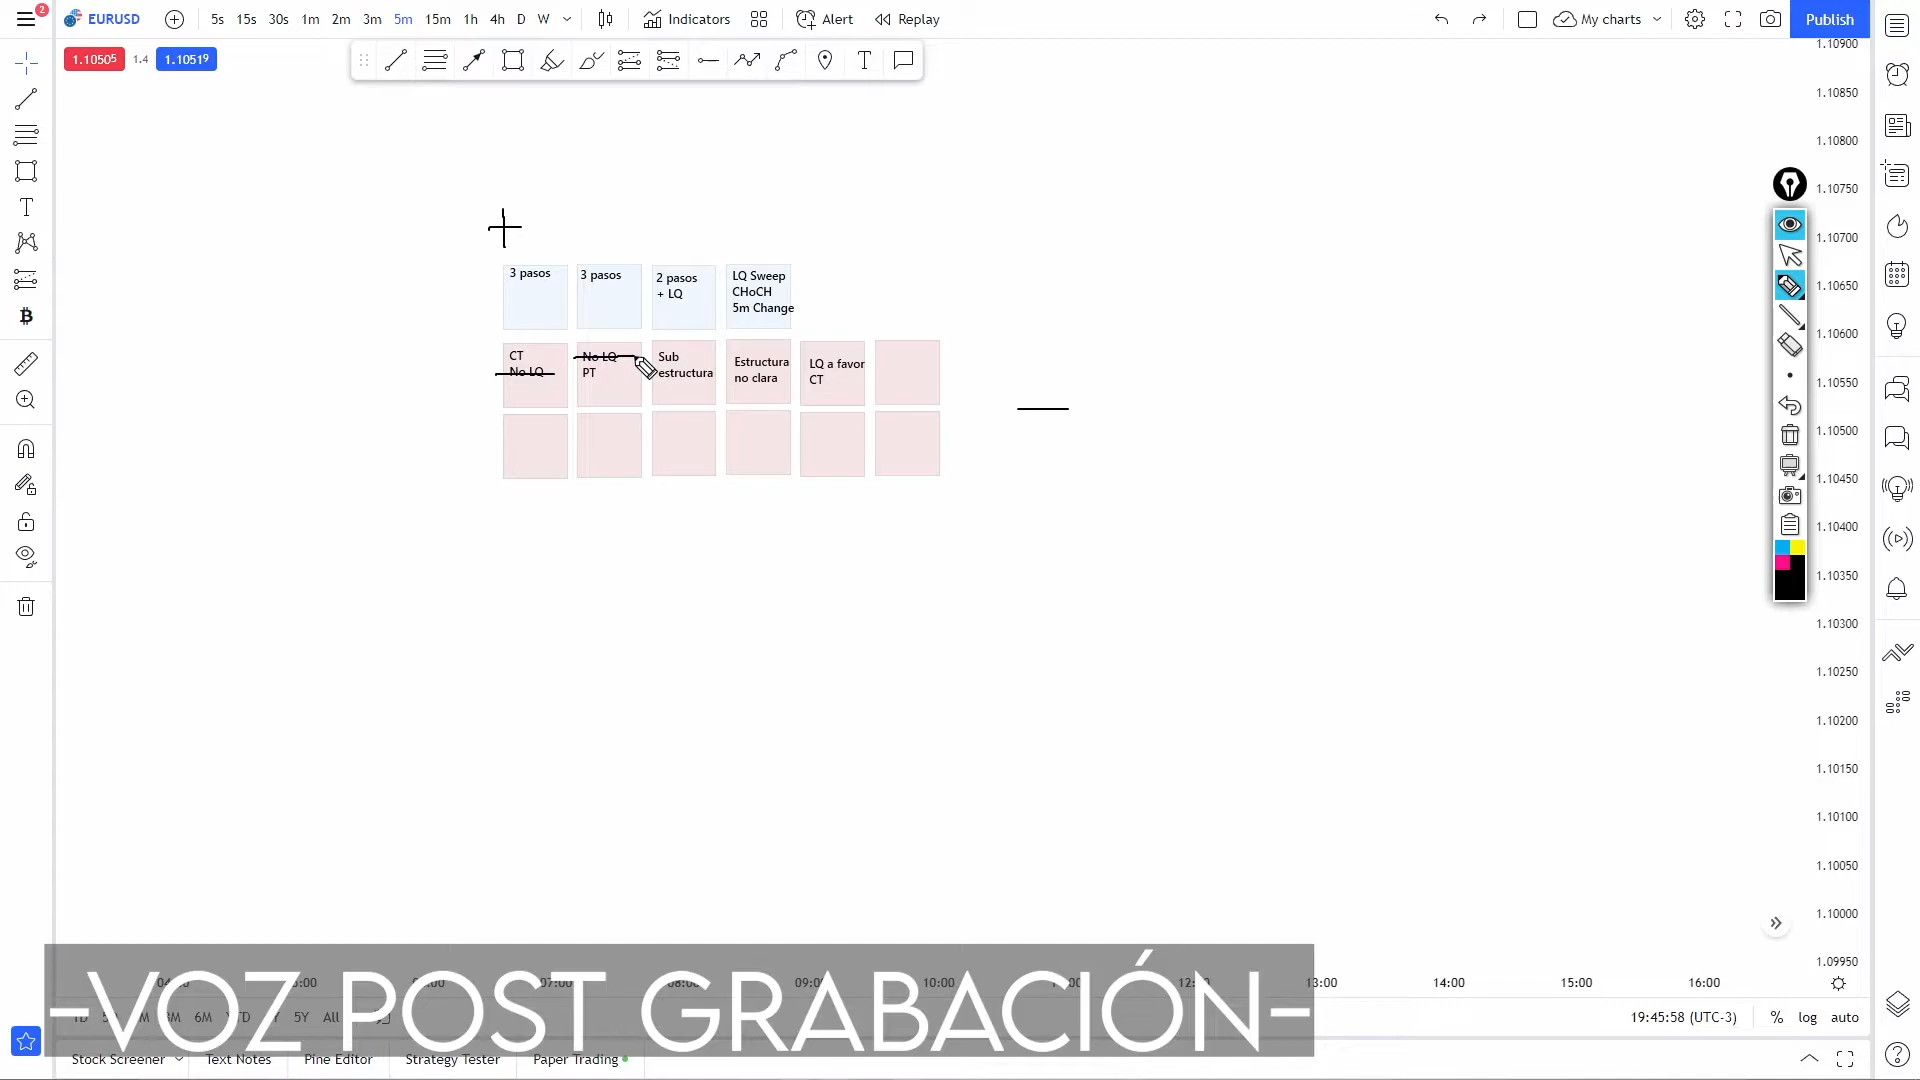 2
EURUSD
5s 15s 30s 1m 2m 3m 5m 15m 1h 4h D W
Indicators
Alert
Replay
My charts
Publish
1.10505 1.4 1.10519
1.10900
1.10850
1.10800
1.10750
1.10700
1.10650
1.10600
1.10550
1.10500
1.10450
1.10400
1.10350
1.10300
1.10250
1.10200
1.10150
1.10100
1.10050
1.10000
1.09950
3 pasos
3 pasos
2 pasos
+ LQ
LQ Sweep
CHoCH
5m Change
CT
No LQ
No LQ
PT
Sub
estructura
Estructura
no clara
LQ a favor
CT
-VOZ POST GRABACIÓN-
07:00 10:00 13:00 14:00 15:00 16:00
6M YTD 5Y All
19:45:58 (UTC-3) % log auto
Stock Screener Text Notes Pine Editor Strategy Tester Paper Trading